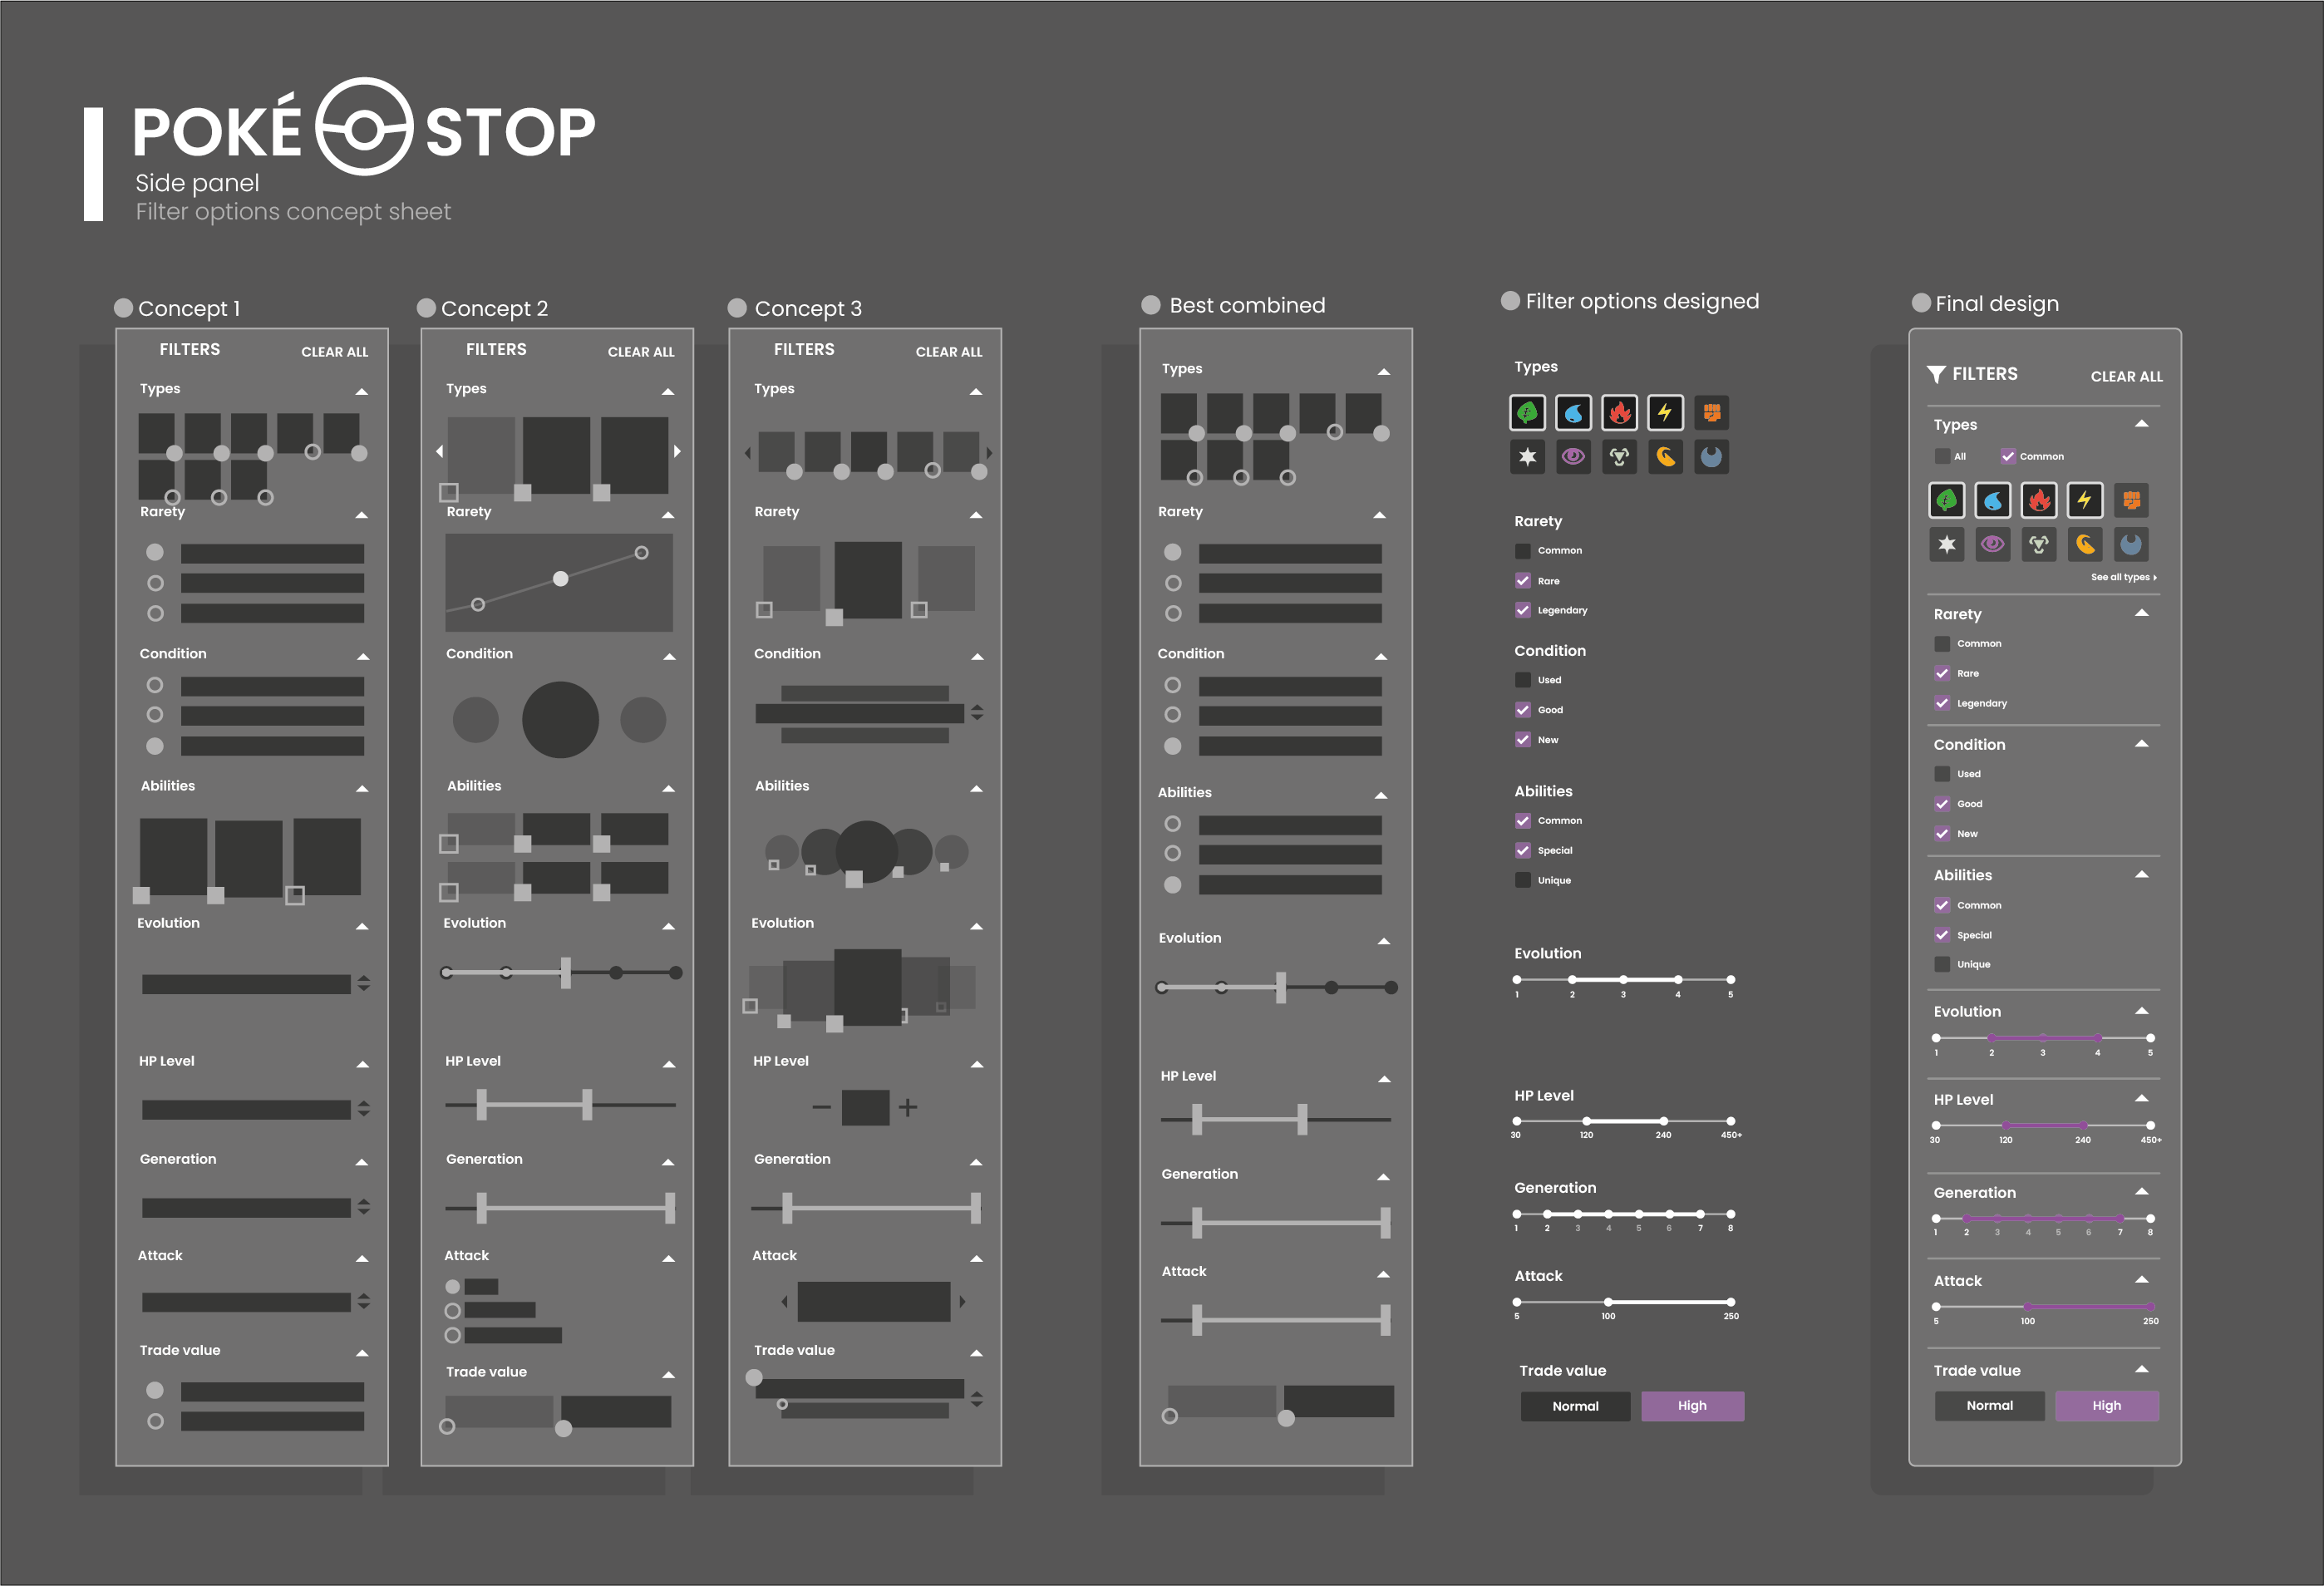 POKÉ STOP
Side panel
Filter options concept sheet
Concept 1
FILTERS CLEAR ALL
Types
Rarety
Condition
Abilities
Evolution
HP Level
Generation
Attack
Trade value
Concept 2
FILTERS CLEAR ALL
Types
Rarety
Condition
Abilities
Evolution
HP Level
Generation
Attack
Trade value
Concept 3
FILTERS CLEAR ALL
Types
Rarety
Condition
Abilities
Evolution
HP Level
Generation
Attack
Trade value
Best combined
Types
Rarety
Condition
Abilities
Evolution
HP Level
Generation
Attack
Filter options designed
Types
Rarety
Common
Rare
Legendary
Condition
Used
Good
New
Abilities
Common
Special
Unique
Evolution
1 2 3 4 5
HP Level
30 120 240 450+
Generation
1 2 3 4 5 6 7 8
Attack
5 100 250
Trade value
Normal High
Final design
FILTERS CLEAR ALL
Types
All Common
See all types
Rarety
Common
Rare
Legendary
Condition
Used
Good
New
Abilities
Common
Special
Unique
Evolution
1 2 3 4 5
HP Level
30 120 240 450+
Generation
1 2 3 4 5 6 7 8
Attack
5 100 250
Trade value
Normal High